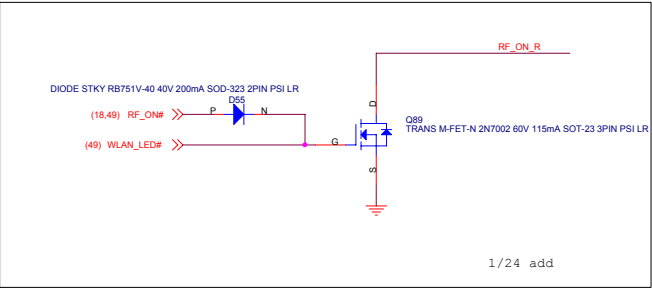 RF_ON_R
DIODE STKY RB751V-40 40V 200mA SOD-323 2PIN PSI LR
D55
(18,49) RF_ON#
P
N
D
Q89
TRANS M-FET-N 2N7002 60V 115mA SOT-23 3PIN PSI LR
(49) WLAN_LED#
G
S
1/24 add